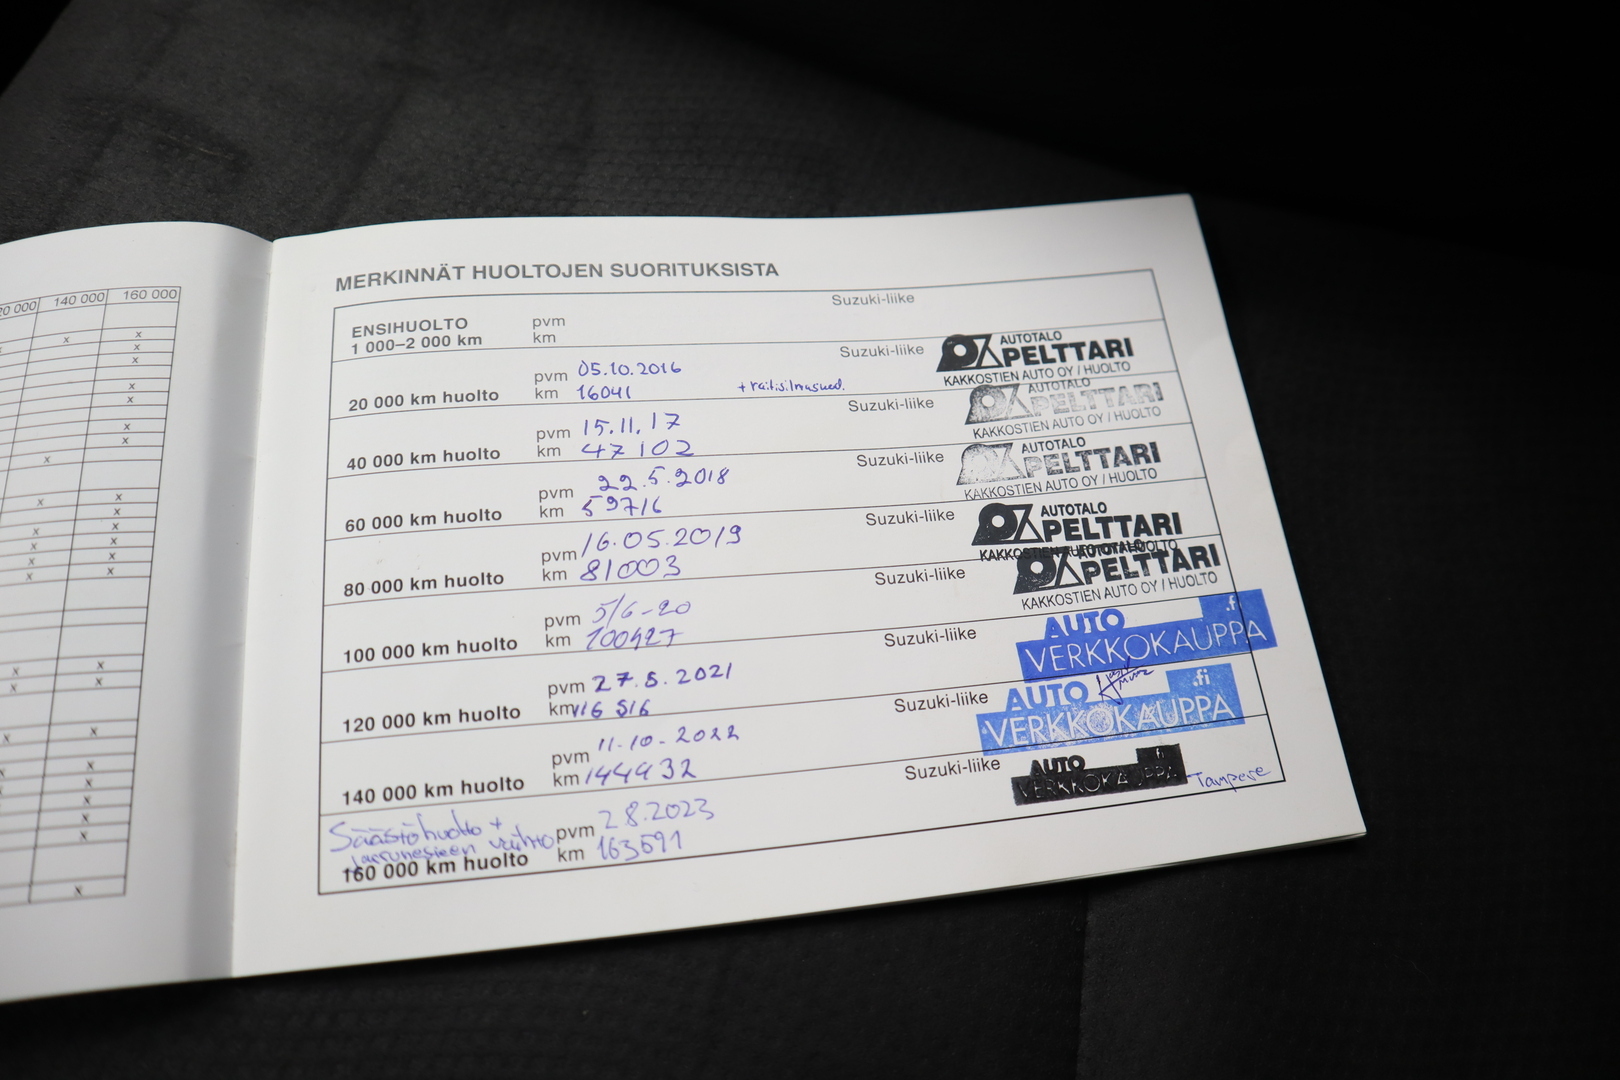 20 000 140 000 160 000
MERKINNÄT HUOLTOJEN SUORITUKSISTA
ENSIHUOLTO
1 000–2 000 km
pvm
km
Suzuki-liike
20 000 km huolto
pvm 05.10.2016
km 16041
+ raitisilmasuod.
Suzuki-liike
AUTOTALO
PELTTARI
KAKKOSTIEN AUTO OY / HUOLTO
40 000 km huolto
pvm 15.11.17
km 47102
Suzuki-liike
AUTOTALO
PELTTARI
KAKKOSTIEN AUTO OY / HUOLTO
60 000 km huolto
pvm 22.5.2018
km 59716
Suzuki-liike
AUTOTALO
PELTTARI
KAKKOSTIEN AUTO OY / HUOLTO
80 000 km huolto
pvm 16.05.2019
km 81003
Suzuki-liike
AUTOTALO
PELTTARI
KAKKOSTIEN AUTO OY / HUOLTO
100 000 km huolto
pvm 5/6-20
km 100427
Suzuki-liike
AUTOTALO
PELTTARI
KAKKOSTIEN AUTO OY / HUOLTO
120 000 km huolto
pvm 27.8.2021
km 116 516
Suzuki-liike
AUTO .fi
VERKKOKAUPPA
140 000 km huolto
pvm 11.10.2022
km 144432
Suzuki-liike
AUTO .fi
VERKKOKAUPPA
Säästöhuolto +
jarrunesteen vaihto
160 000 km huolto
pvm 2.8.2023
km 163591
Suzuki-liike
AUTO .fi
VERKKOKAUPPA
Tampere